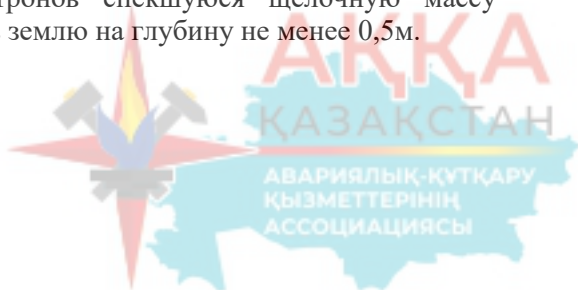 спекшуюся щелочную массу
землю на глубину не менее 0,5м.
АҚҚА
ҚАЗАҚСТАН
АВАРИЯЛЫҚ-ҚҰТҚАРУ
ҚЫЗМЕТТЕРІНІҢ
АССОЦИАЦИЯСЫ